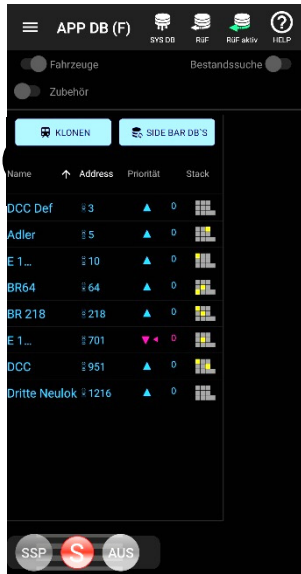 APP DB (F)
SYS DB
RüF
RüF aktiv
HELP
Fahrzeuge
Bestandssuche
Zubehör
KLONEN
SIDE BAR DB`S
Name ↑ Address Priorität Stack
DCC Def 3 0
Adler 5 0
E 1... 10 0
BR64 64 0
BR 218 218 0
E 1... 701 0
DCC 951 0
Dritte Neulok 1216 0
SSP S AUS